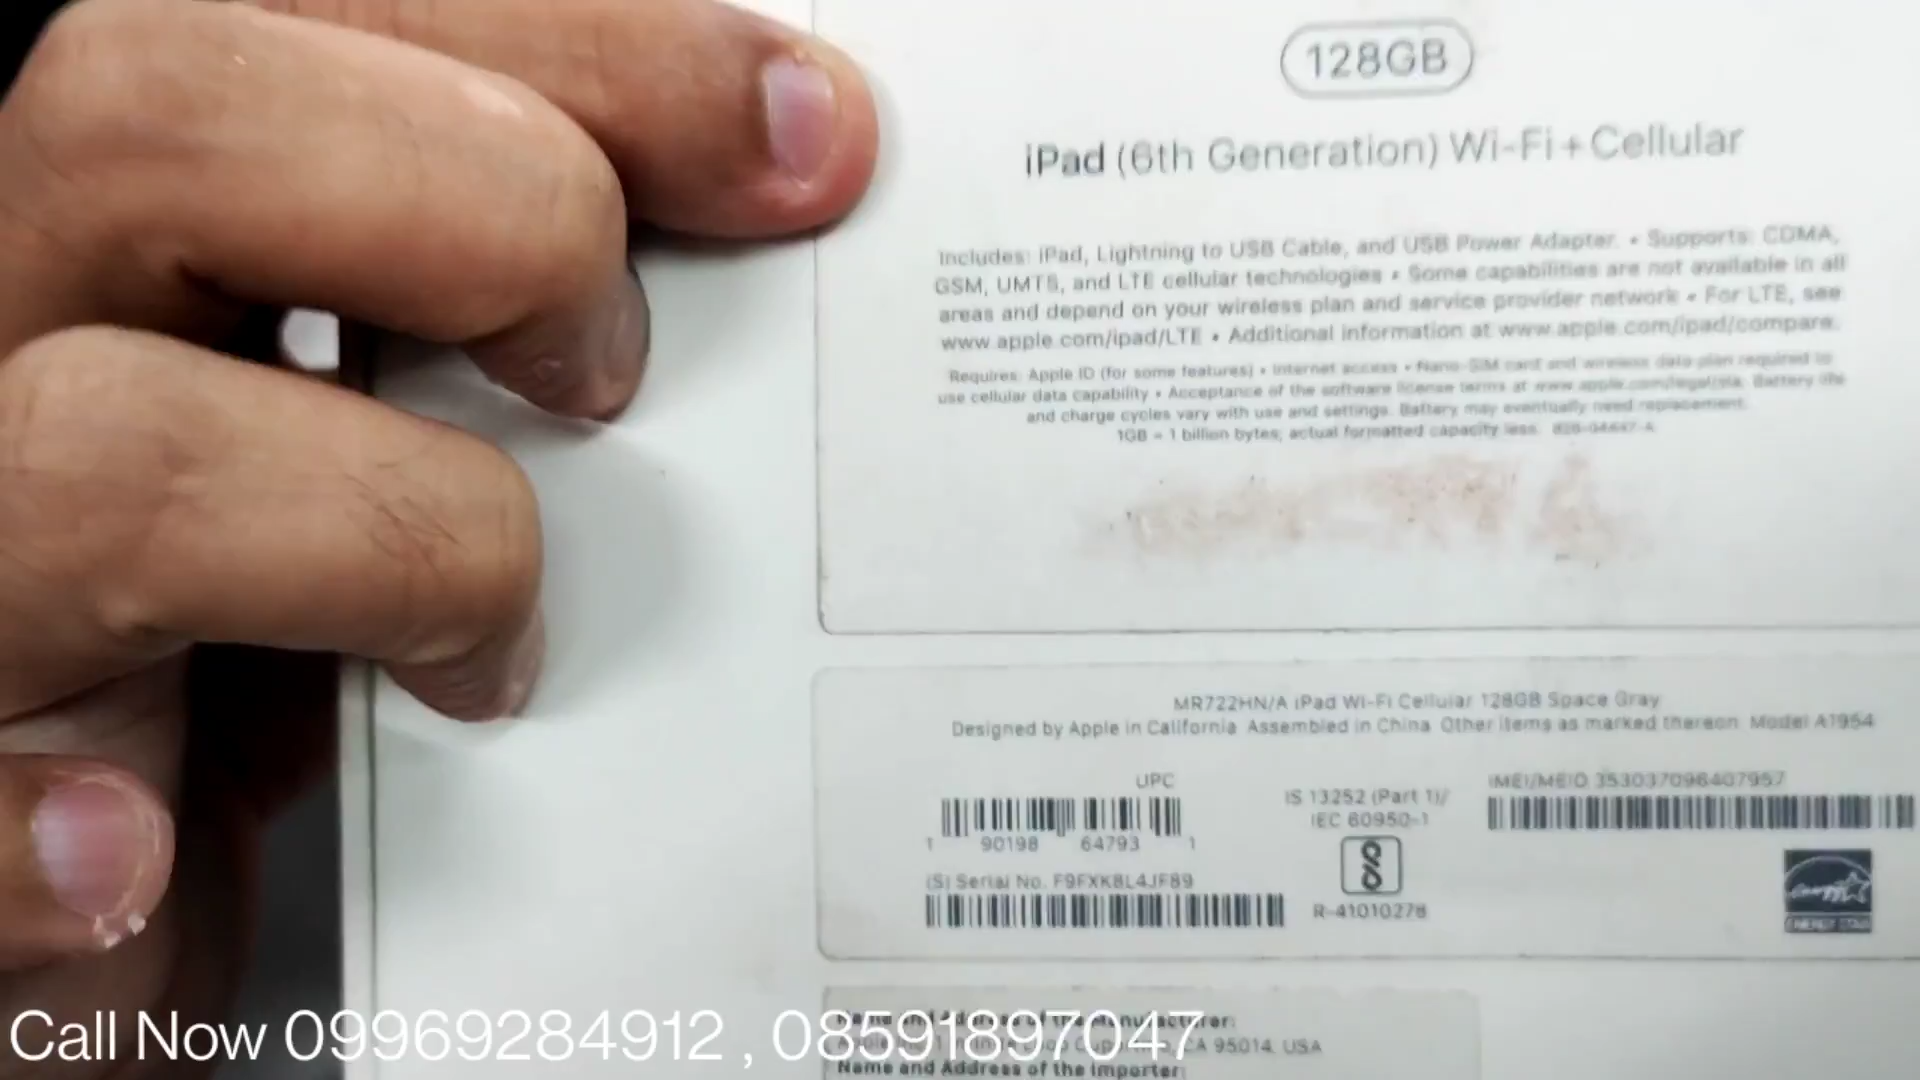 128GB
iPad (6th Generation) Wi-Fi + Cellular
Includes: iPad, Lightning to USB Cable, and USB Power Adapter. • Supports: CDMA,
GSM, UMTS, and LTE cellular technologies • Some capabilities are not available in all
areas and depend on your wireless plan and service provider network • For LTE, see
www.apple.com/ipad/LTE • Additional information at www.apple.com/ipad/compare.
Requires: Apple ID (for some features) • Internet access • Nano-SIM card and wireless data plan required to
use cellular data capability • Acceptance of the software license terms at www.apple.com/legal/sla. Battery life
and charge cycles vary with use and settings. Battery may eventually need replacement.
1GB = 1 billion bytes; actual formatted capacity less.
MR722HN/A iPad Wi-Fi Cellular 128GB Space Gray
Designed by Apple in California Assembled in China Other items as marked thereon Model A1954
UPC
1 90198 64793 1
IS 13252 (Part 1)/
IEC 60950-1
R-41010278
IMEI/MEID 353037096407957
(S) Serial No. F9FXK8L4JF89
ENERGY STAR
Name and Address of the Manufacturer:
CA 95014. USA
Name and Address of the Importer:
Call Now 09969284912 , 08591897047